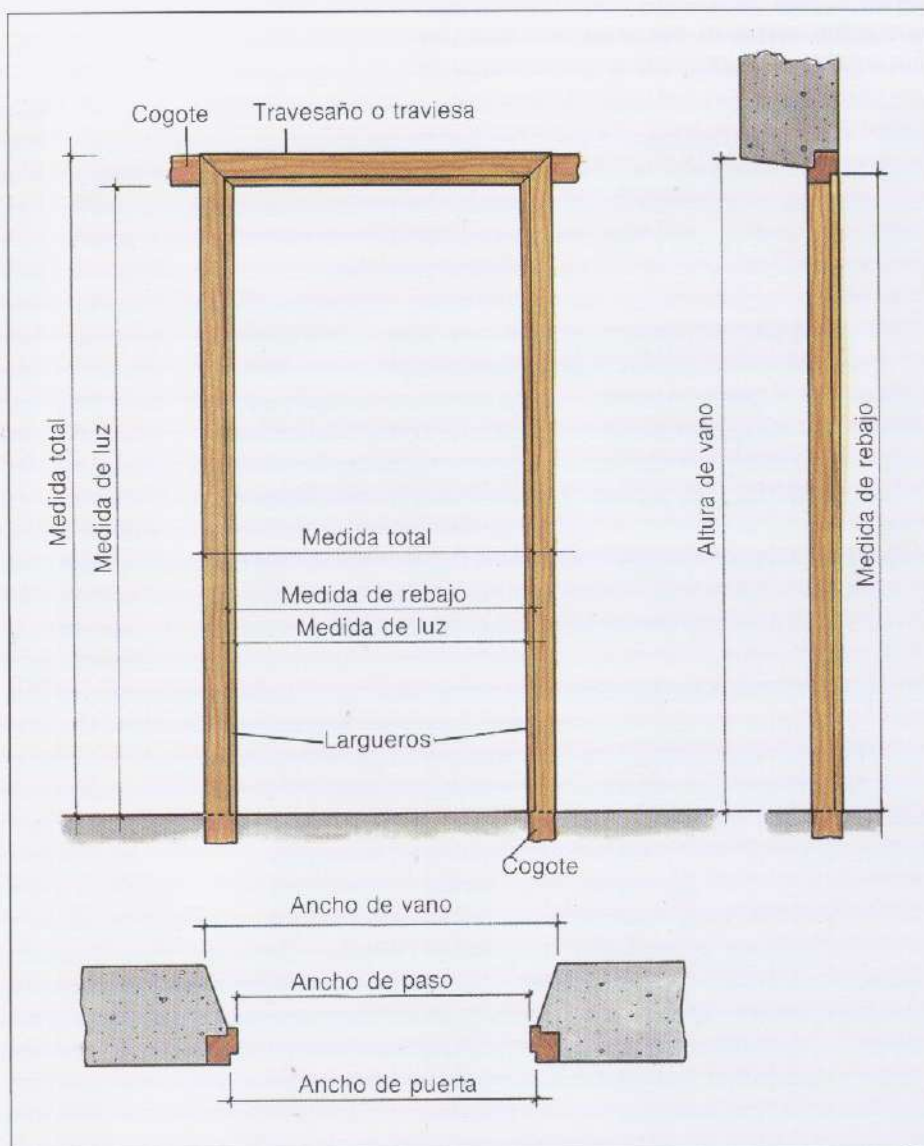 Cogote
Travesaño o traviesa
Medida total
Medida de luz
Altura de vano
Medida de rebajo
Medida total
Medida de rebajo
Medida de luz
Largueros
Cogote
Ancho de vano
Ancho de paso
Ancho de puerta